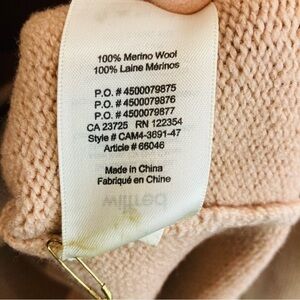 100% Merino Wool
100% Laine Mérinos
P.O. # 4500079875
P.O. # 4500079876
P.O. # 4500079877
CA 23725 RN 122354
Style # CAM4-3691-47
Article # 66046
Made in China
Fabriqué en Chine
wilfred